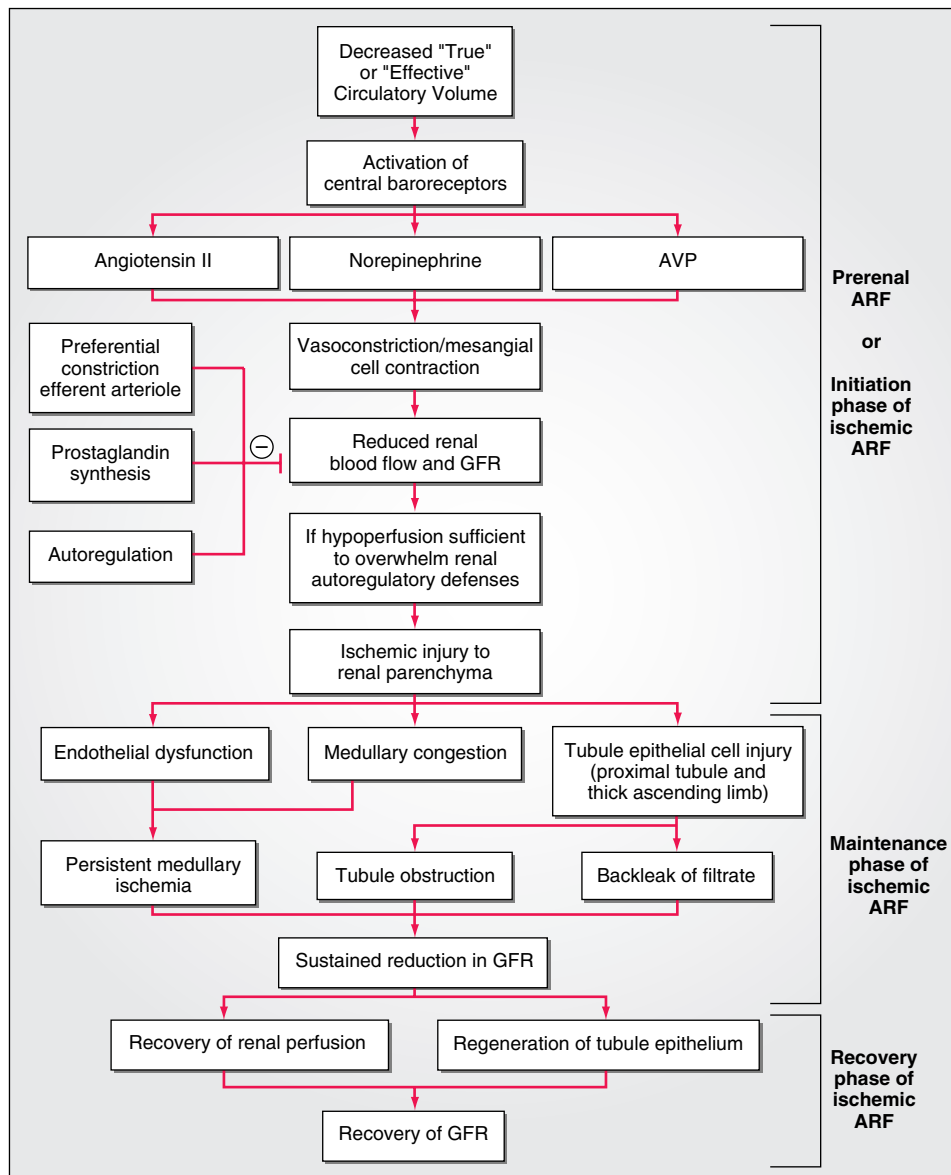 Decreased "True"
or "Effective"
Circulatory Volume
Activation of
central baroreceptors
Angiotensin II
Norepinephrine
AVP
Preferential
constriction
efferent arteriole
Prostaglandin
synthesis
Autoregulation
−
Vasoconstriction/mesangial
cell contraction
Reduced renal
blood flow and GFR
If hypoperfusion sufficient
to overwhelm renal
autoregulatory defenses
Ischemic injury to
renal parenchyma
Prerenal
ARF
or
Initiation
phase of
ischemic
ARF
Endothelial dysfunction
Medullary congestion
Tubule epithelial cell injury
(proximal tubule and
thick ascending limb)
Persistent medullary
ischemia
Tubule obstruction
Backleak of filtrate
Sustained reduction in GFR
Maintenance
phase of
ischemic
ARF
Recovery of renal perfusion
Regeneration of tubule epithelium
Recovery of GFR
Recovery
phase of
ischemic
ARF